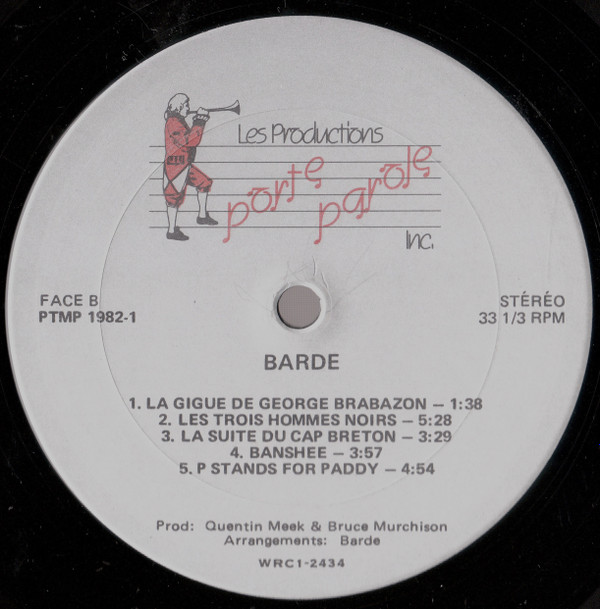 Les Productions
porte parole
Inc.
FACE B
PTMP 1982-1
STÉRÉO
33 1/3 RPM
BARDE
1. LA GIGUE DE GEORGE BRABAZON – 1:38
2. LES TROIS HOMMES NOIRS – 5:28
3. LA SUITE DU CAP BRETON – 3:29
4. BANSHEE – 3:57
5. P STANDS FOR PADDY – 4:54
Prod: Quentin Meek & Bruce Murchison
Arrangements: Barde
WRC1-2434